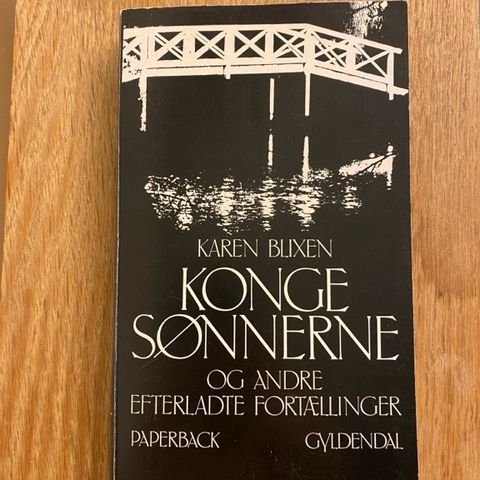 KAREN BLIXEN
KONGE
SØNNERNE
OG ANDRE
EFTERLADTE FORTÆLLINGER
PAPERBACK GYLDENDAL